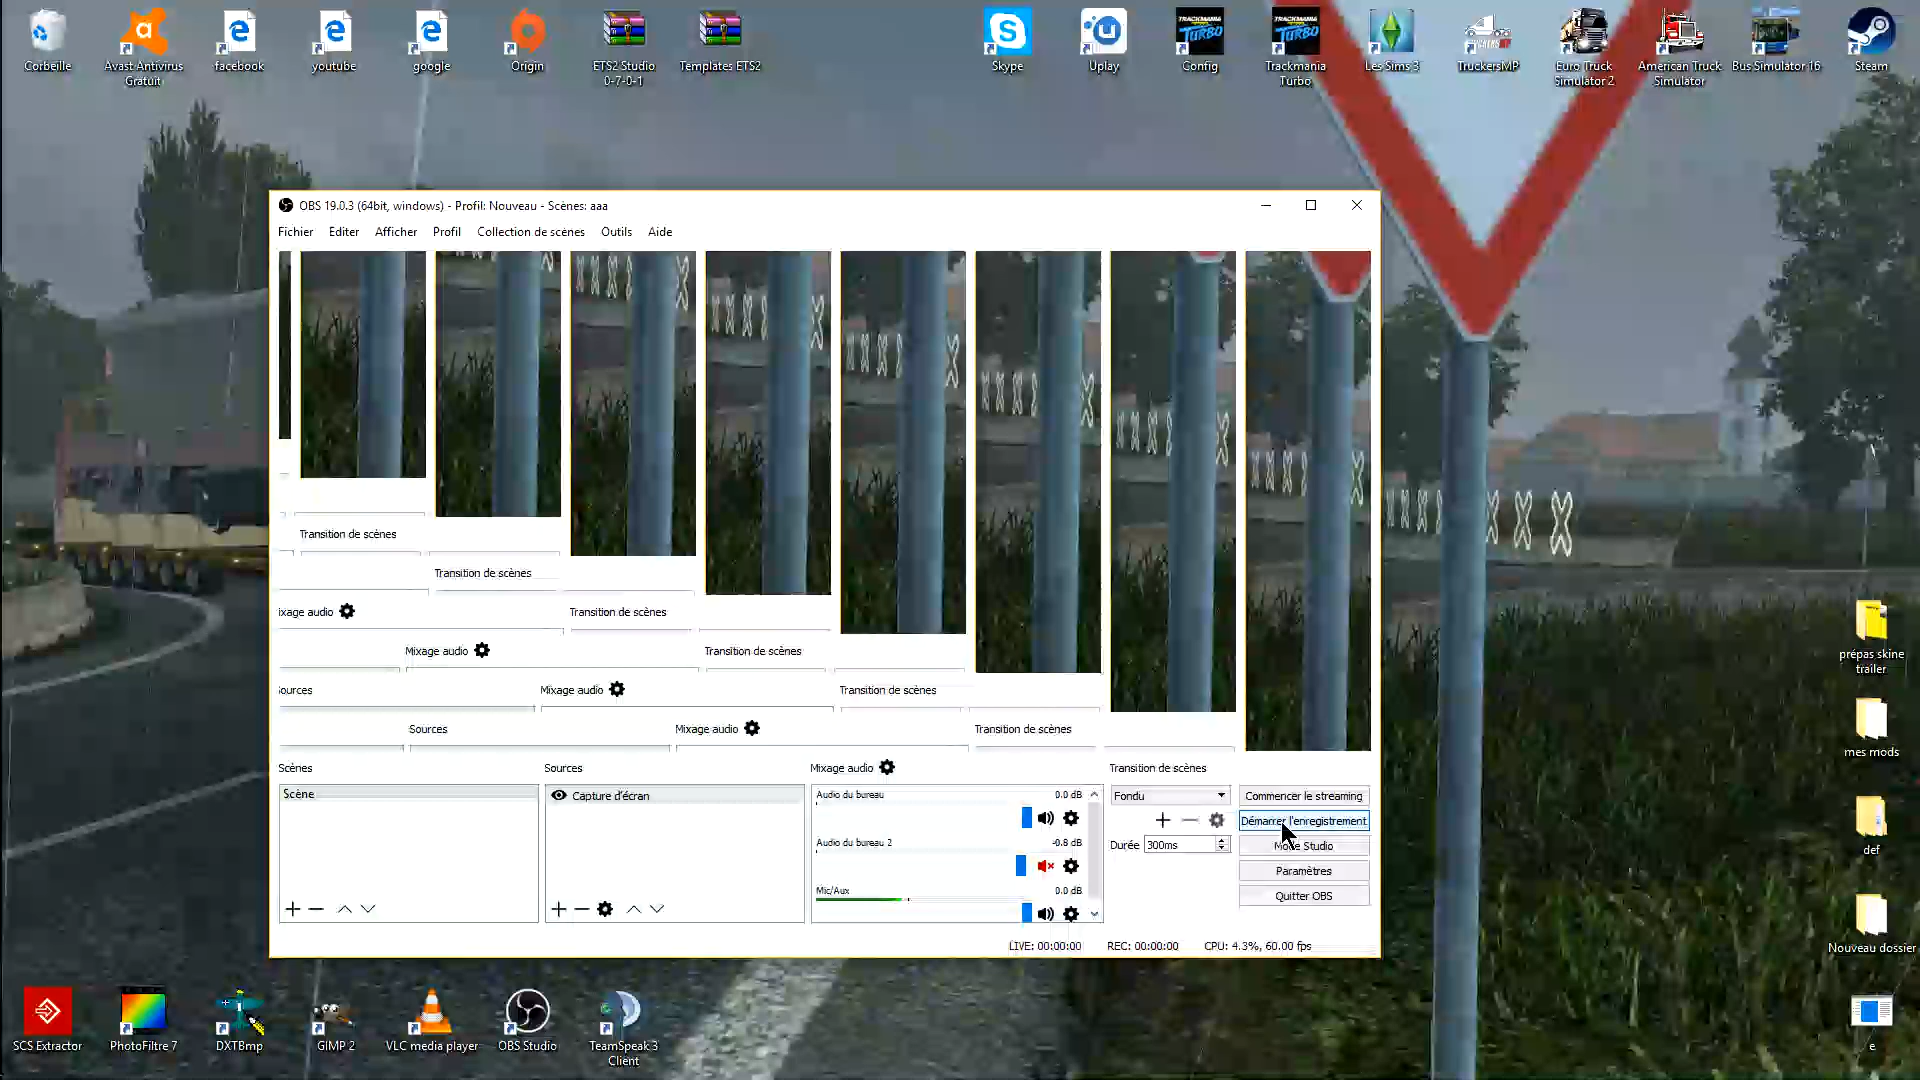 Corbeille
Avast Antivirus
Gratuit
facebook
youtube
google
Origin
ETS2 Studio
0-7-0-1
Templates ETS2
Skype
Uplay
TRACKMANIA
TURBO
Config
TRACKMANIA
TURBO
Trackmania
Turbo
Les Sims 3
TruckersMP
Euro Truck
Simulator 2
American Truck
Simulator
Bus Simulator 16
Steam
OBS 19.0.3 (64bit, windows) - Profil: Nouveau - Scènes: aaa
Fichier Editer Afficher Profil Collection de scènes Outils Aide
Transition de scènes
Transition de scènes
ixage audio
Transition de scènes
Mixage audio
Transition de scènes
Sources
Mixage audio
Transition de scènes
Sources
Mixage audio
Transition de scènes
Scènes
Sources
Mixage audio
Transition de scènes
Scène
Capture d'écran
Audio du bureau 0.0 dB
Audio du bureau 2 -0.8 dB
Mic/Aux 0.0 dB
Fondu
Durée 300ms
Commencer le streaming
Démarrer l'enregistrement
Mode Studio
Paramètres
Quitter OBS
LIVE: 00:00:00 REC: 00:00:00 CPU: 4.3%, 60.00 fps
prépas skine
trailer
mes mods
def
Nouveau dossier
e
SCS Extractor
PhotoFiltre 7
DXTBmp
GIMP 2
VLC media player
OBS Studio
TeamSpeak 3
Client